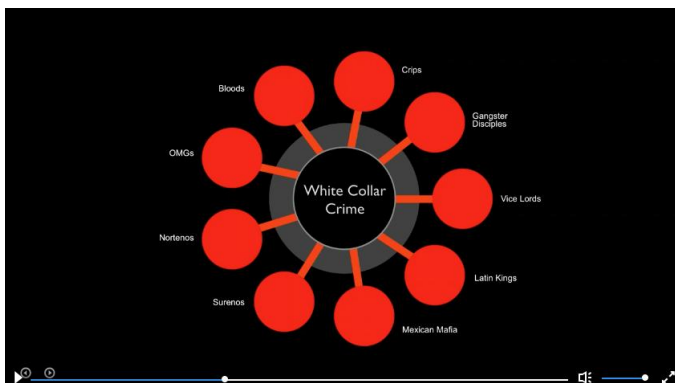 Crips
Bloods
Gangster
Disciples
OMGs
White Collar
Crime
Vice Lords
Nortenos
Latin Kings
Surenos
Mexican Mafia